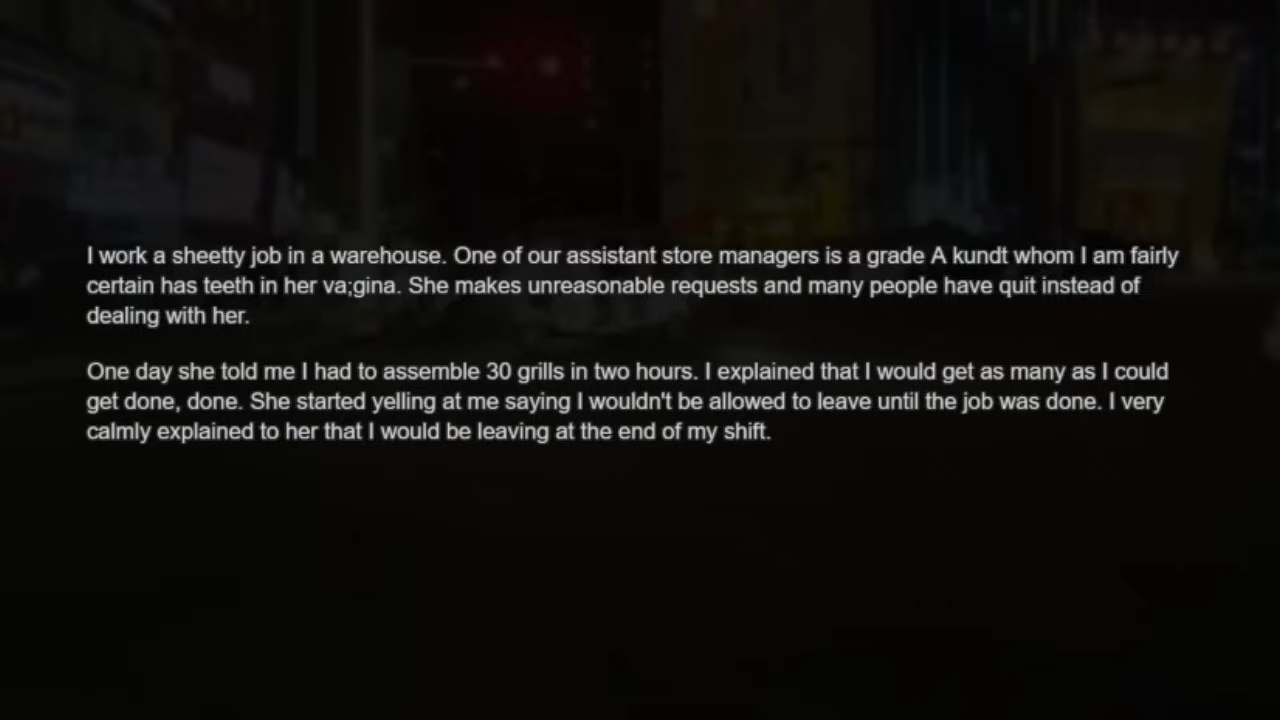 I work a sheetty job in a warehouse. One of our assistant store managers is a grade A kundt whom I am fairly
certain has teeth in her va;gina. She makes unreasonable requests and many people have quit instead of
dealing with her.
One day she told me I had to assemble 30 grills in two hours. I explained that I would get as many as I could
get done, done. She started yelling at me saying I wouldn't be allowed to leave until the job was done. I very
calmly explained to her that I would be leaving at the end of my shift.